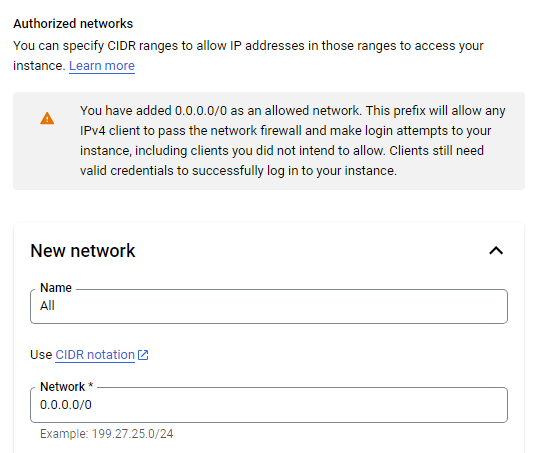 Authorized networks
You can specify CIDR ranges to allow IP addresses in those ranges to access your
instance. Learn more
You have added 0.0.0.0/0 as an allowed network. This prefix will allow any
IPv4 client to pass the network firewall and make login attempts to your
instance, including clients you did not intend to allow. Clients still need
valid credentials to successfully log in to your instance.
New network
Name
All
Use CIDR notation
Network *
0.0.0.0/0
Example: 199.27.25.0/24